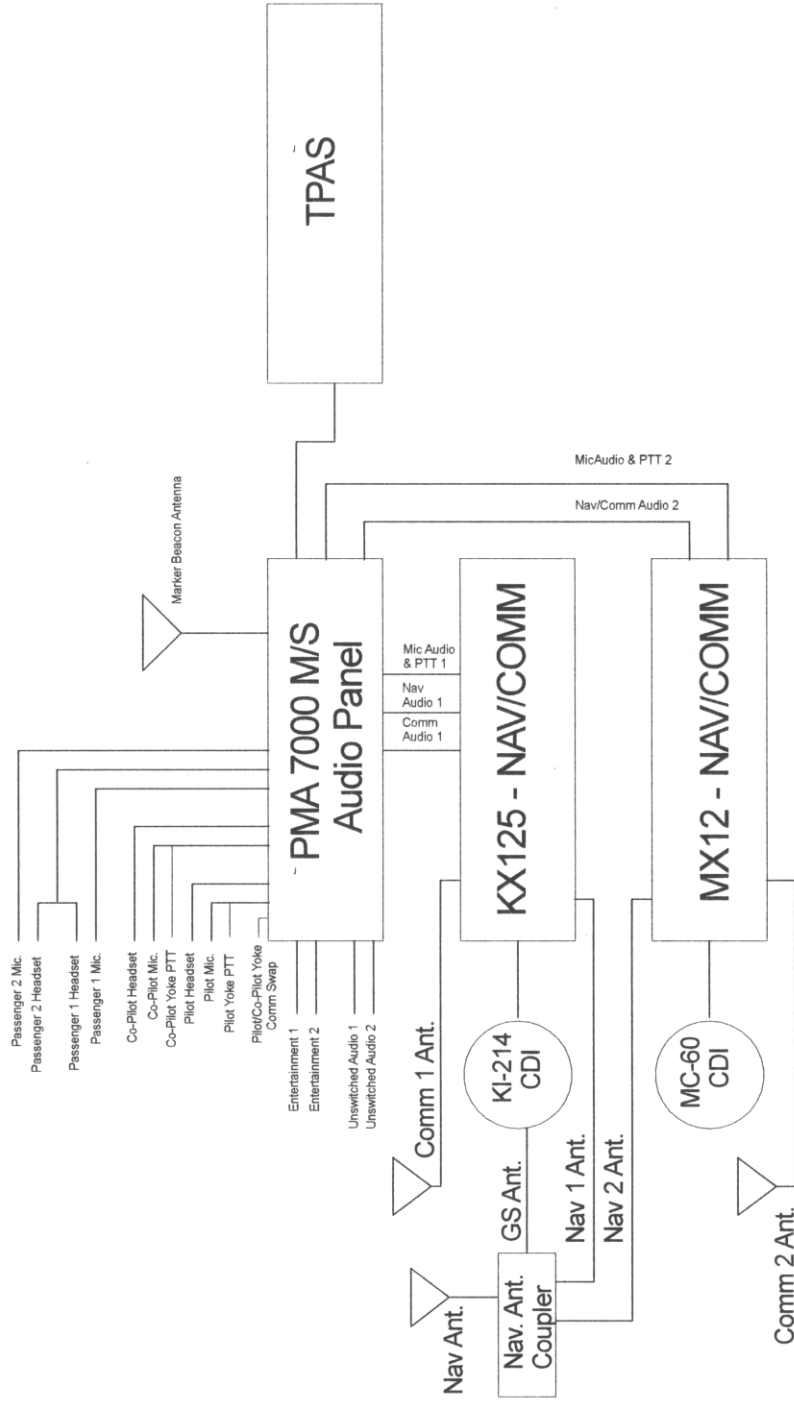 Passenger 2 Mic.
Passenger 2 Headset
Passenger 1 Headset
Passenger 1 Mic.
Co-Pilot Headset
Co-Pilot Mic.
Co-Pilot Yoke PTT
Pilot Headset
Pilot Mic.
Pilot Yoke PTT
Pilot/Co-Pilot Yoke
Comm Swap
Marker Beacon Antenna
TPAS
Entertainment 1
Entertainment 2
Unswitched Audio 1
Unswitched Audio 2
PMA 7000 M/S
Audio Panel
Mic Audio
& PTT 1
Nav
Audio 1
Comm
Audio 1
MicAudio & PTT 2
Nav/Comm Audio 2
Comm 1 Ant.
KX125 - NAV/COMM
KI-214
CDI
Nav Ant.
GS Ant.
Nav. Ant.
Coupler
Nav 1 Ant.
Nav 2 Ant.
MX12 - NAV/COMM
MC-60
CDI
Comm 2 Ant.